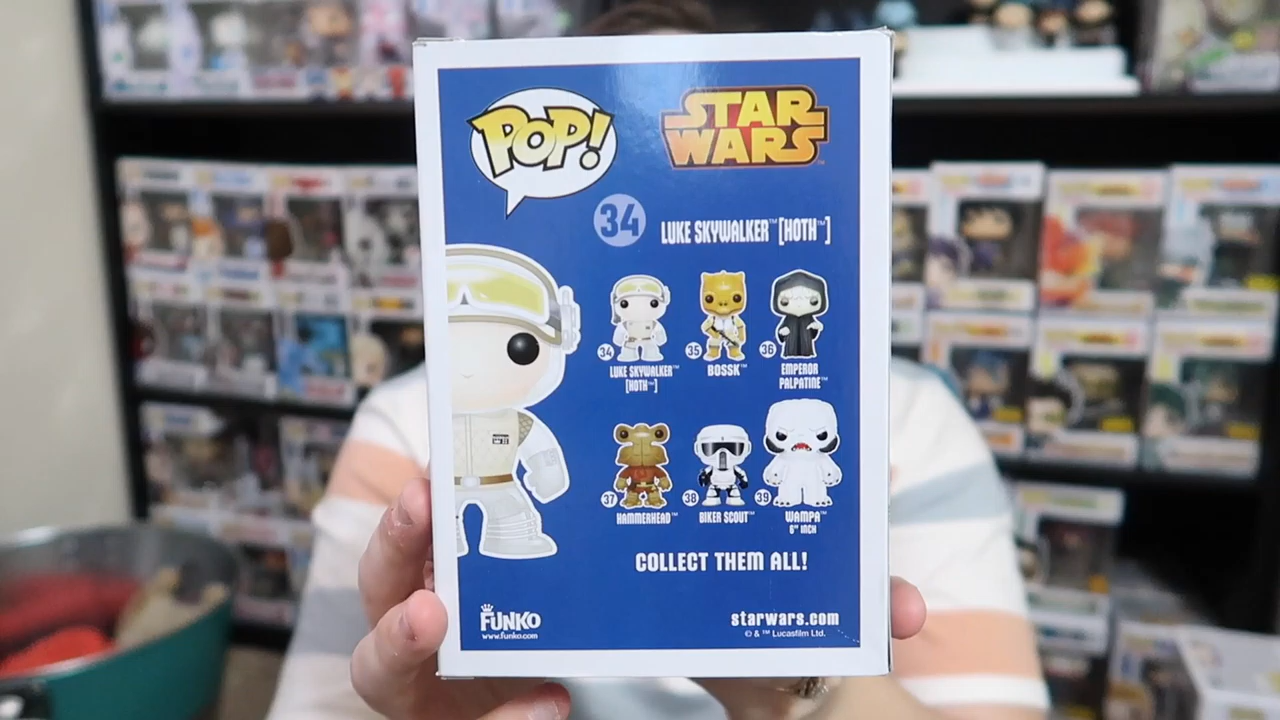 POP!
STAR
WARS™
34
LUKE SKYWALKER™ [HOTH™]
34
LUKE SKYWALKER™
[HOTH™]
35
BOSSK™
36
EMPEROR
PALPATINE™
37
HAMMERHEAD™
38
BIKER SCOUT™
39
WAMPA™
6" INCH
COLLECT THEM ALL!
FUNKO
www.funko.com
starwars.com
© & ™ Lucasfilm Ltd.